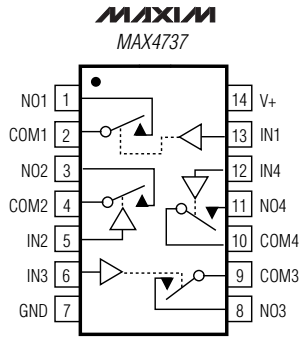 MAXIM
MAX4737
NO1 1 14 V+
COM1 2 13 IN1
NO2 3 12 IN4
COM2 4 11 NO4
IN2 5 10 COM4
IN3 6 9 COM3
GND 7 8 NO3